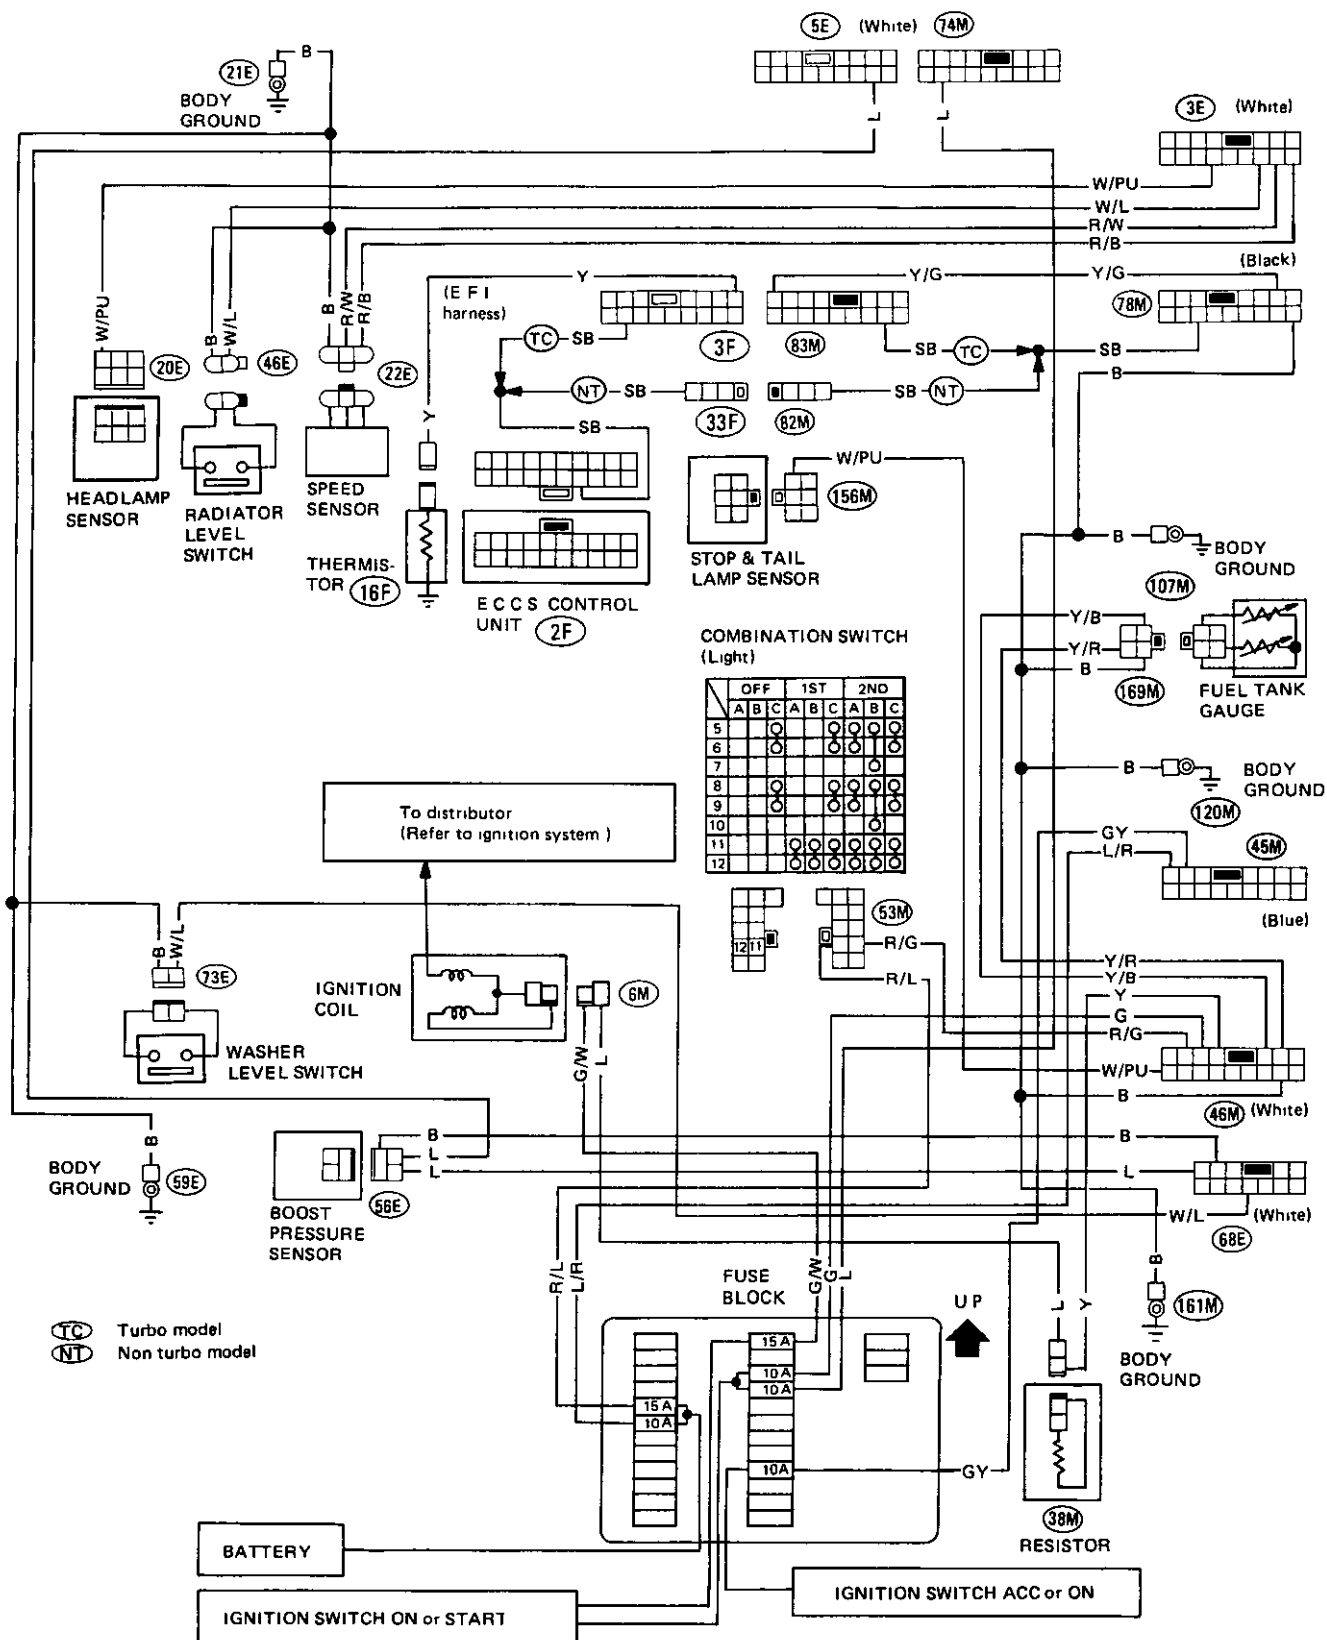 5E (White) 74M
B
21E
BODY
GROUND
L
L
3E (White)
W/PU
W/L
R/W
R/B
(Black)
Y
Y/G
Y/G
(E F I
harness)
78M
W/PU
B
W/L
B
R/W
R/B
TC
SB
3F
83M
SB
TC
SB
B
20E
46E
22E
NT
SB
33F
82M
SB
NT
Y
SB
W/PU
156M
HEADLAMP
SENSOR
RADIATOR
LEVEL
SWITCH
SPEED
SENSOR
THERMIS-
TOR 16F
E C C S CONTROL
UNIT 2F
STOP & TAIL
LAMP SENSOR
B
BODY
GROUND
107M
Y/B
Y/R
B
169M
FUEL TANK
GAUGE
COMBINATION SWITCH
(Light)
OFF 1ST 2ND
A B C A B C A B C
5
6
7
8
9
10
11
12
B
BODY
GROUND
120M
GY
L/R
45M
(Blue)
To distributor
(Refer to ignition system )
12 11
53M
R/G
R/L
B
W/L
73E
IGNITION
COIL
6M
G/W
L
WASHER
LEVEL SWITCH
Y/R
Y/B
Y
G
R/G
W/PU
B
46M (White)
B
BODY
GROUND
59E
B
L
L
56E
BOOST
PRESSURE
SENSOR
B
L
W/L
(White)
68E
R/L
L/R
FUSE
BLOCK
G/W
G
L
UP
L
Y
B
161M
BODY
GROUND
TC Turbo model
NT Non turbo model
15A
10A
10A
15A
10A
10A
GY
38M
RESISTOR
BATTERY
IGNITION SWITCH ACC or ON
IGNITION SWITCH ON or START